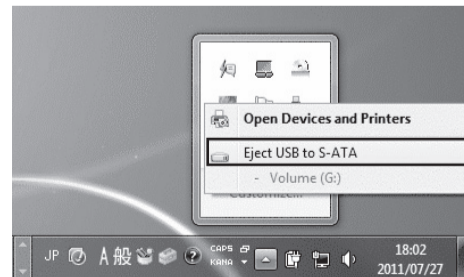 Open Devices and Printers
Eject USB to S-ATA
- Volume (G:)
Customize...
JP A 般 CAPS KANA 18:02
2011/07/27